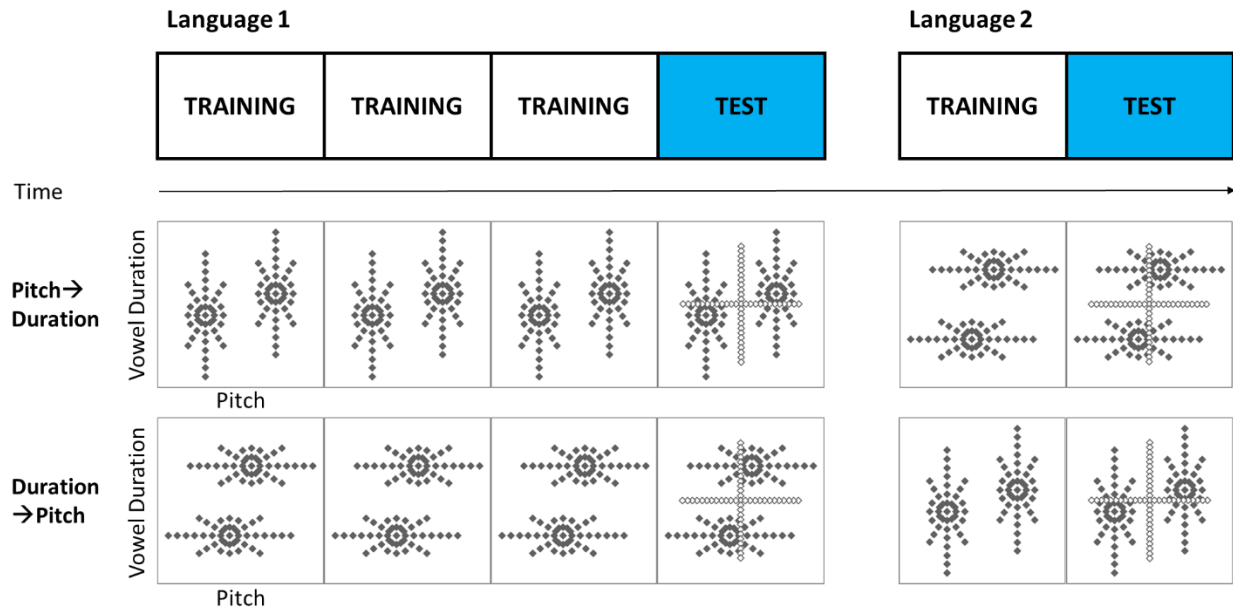 Language 1
Language 2
TRAINING TRAINING TRAINING TEST TRAINING TEST
Time
Pitch→
Duration
Vowel Duration
Pitch
Duration
→Pitch
Vowel Duration
Pitch